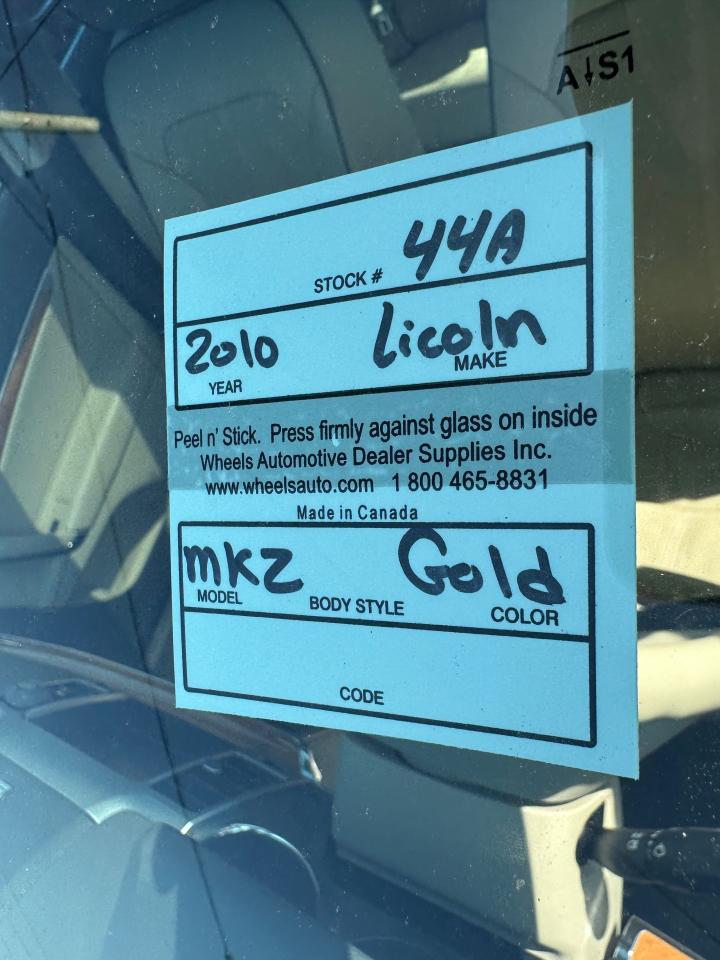 A↓S1
44A
STOCK #
2010 Licoln
YEAR MAKE
Peel n' Stick. Press firmly against glass on inside
Wheels Automotive Dealer Supplies Inc.
www.wheelsauto.com 1 800 465-8831
Made in Canada
MKZ Gold
MODEL BODY STYLE COLOR
CODE